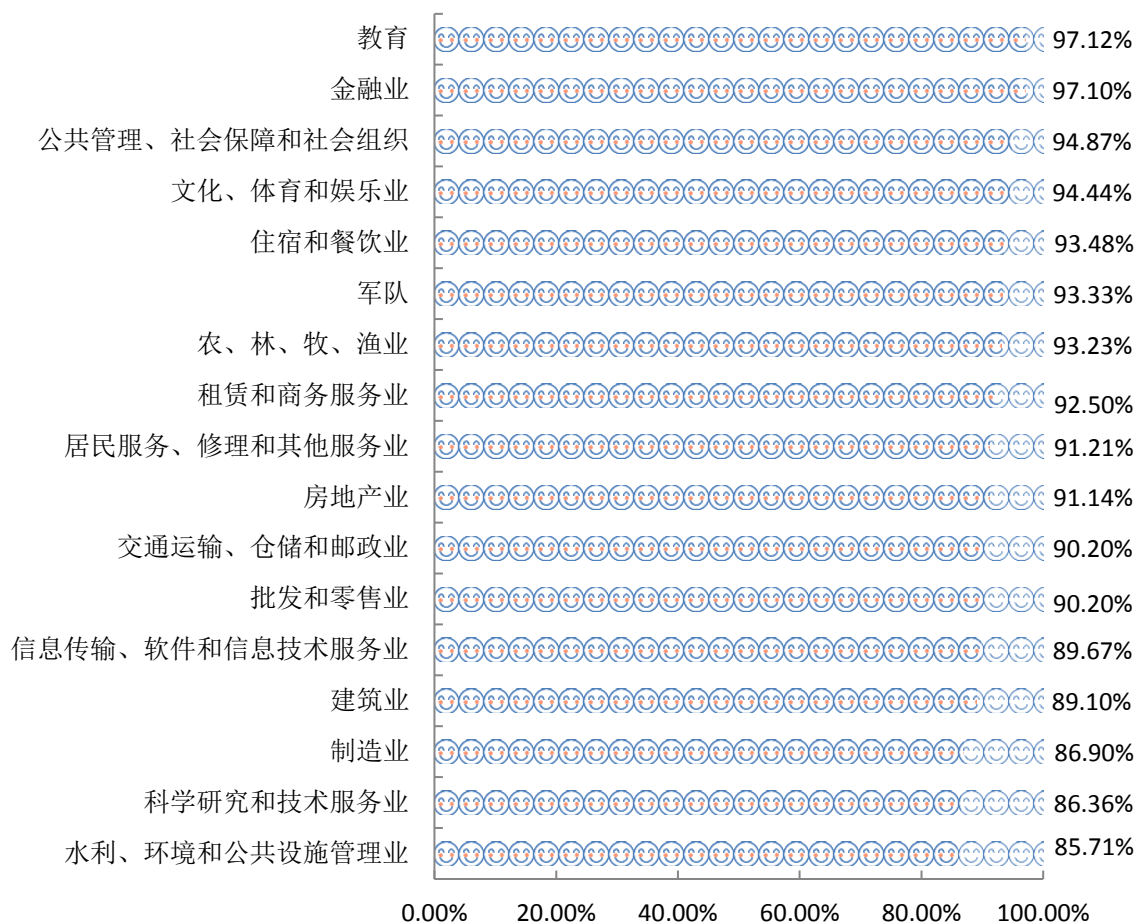 教育 97.12%
金融业 97.10%
公共管理、社会保障和社会组织 94.87%
文化、体育和娱乐业 94.44%
住宿和餐饮业 93.48%
军队 93.33%
农、林、牧、渔业 93.23%
租赁和商务服务业 92.50%
居民服务、修理和其他服务业 91.21%
房地产业 91.14%
交通运输、仓储和邮政业 90.20%
批发和零售业 90.20%
信息传输、软件和信息技术服务业 89.67%
建筑业 89.10%
制造业 86.90%
科学研究和技术服务业 86.36%
水利、环境和公共设施管理业 85.71%
0.00% 20.00% 40.00% 60.00% 80.00% 100.00%